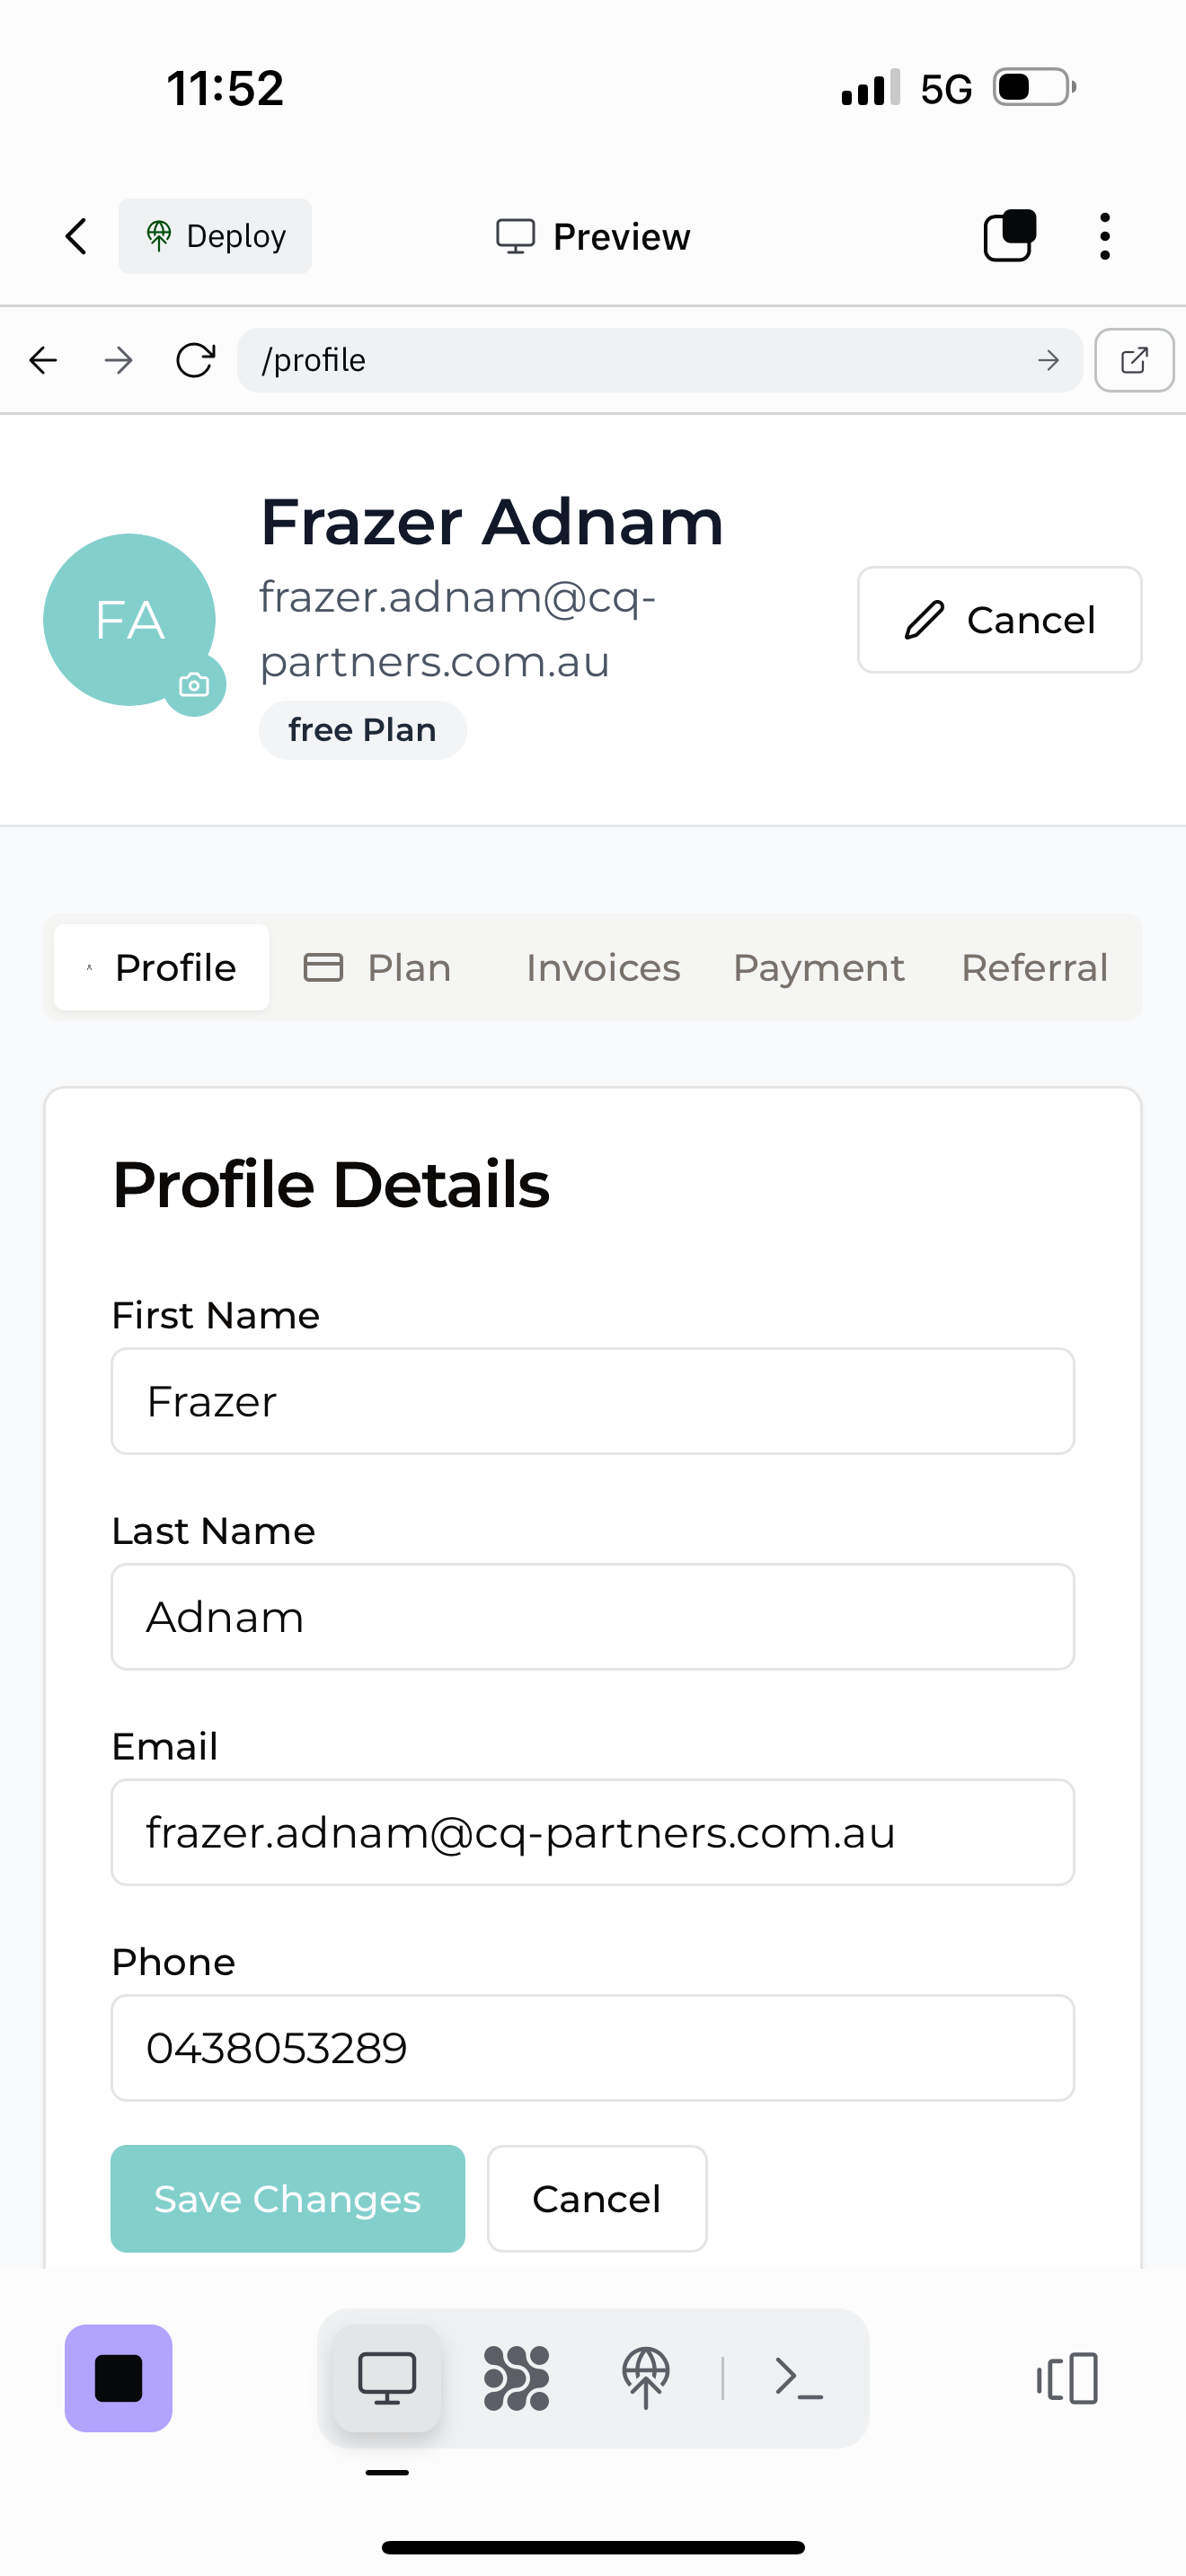 11:52
5G
Deploy
Preview
/profile
Frazer Adnam
FA
frazer.adnam@cq-
partners.com.au
free Plan
Cancel
Profile
Plan
Invoices
Payment
Referral
Profile Details
First Name
Frazer
Last Name
Adnam
Email
frazer.adnam@cq-partners.com.au
Phone
0438053289
Save Changes
Cancel